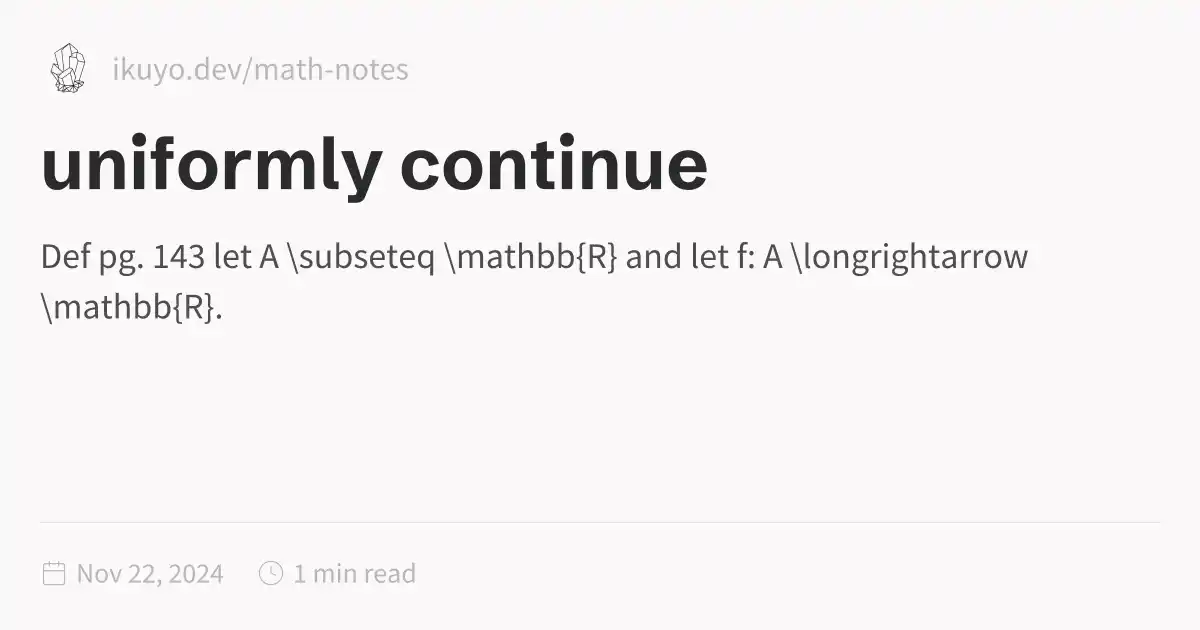 ikuyo.dev/math-notes
uniformly continue
Def pg. 143 let A \subseteq \mathbb{R} and let f: A \longrightarrow
\mathbb{R}.
Nov 22, 2024 1 min read